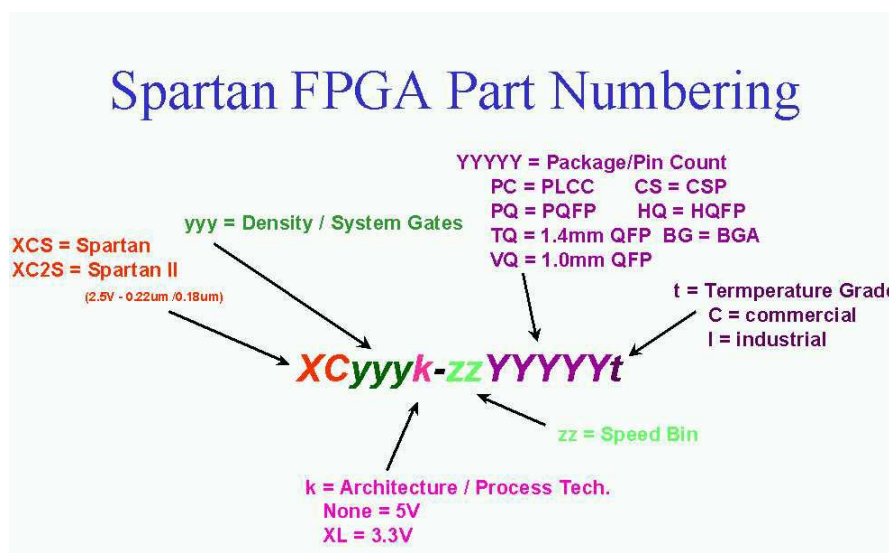 Spartan FPGA Part Numbering
YYYYY = Package/Pin Count
PC = PLCC CS = CSP
PQ = PQFP HQ = HQFP
TQ = 1.4mm QFP BG = BGA
VQ = 1.0mm QFP
yyy = Density / System Gates
XCS = Spartan
XC2S = Spartan II
(2.5V - 0.22um /0.18um)
t = Termperature Grade
C = commercial
I = industrial
XCyyyk-zzYYYYYt
zz = Speed Bin
k = Architecture / Process Tech.
None = 5V
XL = 3.3V